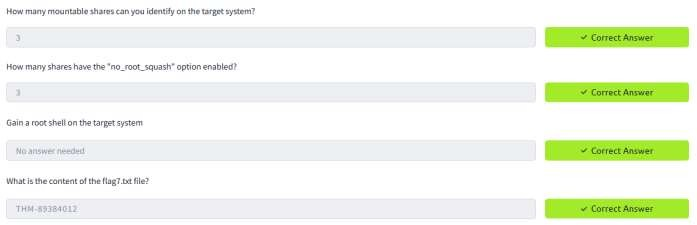 How many mountable shares can you identify on the target system?
3
✓ Correct Answer
How many shares have the "no_root_squash" option enabled?
3
✓ Correct Answer
Gain a root shell on the target system
No answer needed
✓ Correct Answer
What is the content of the flag7.txt file?
THM-89384012
✓ Correct Answer